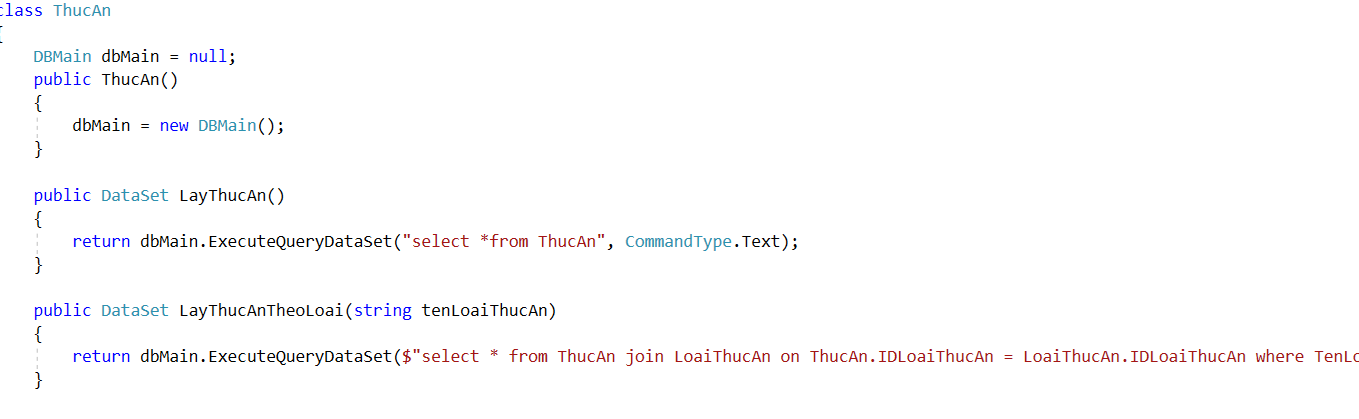 class ThucAn
{
DBMain dbMain = null;
public ThucAn()
{
dbMain = new DBMain();
}
public DataSet LayThucAn()
{
return dbMain.ExecuteQueryDataSet("select *from ThucAn", CommandType.Text);
}
public DataSet LayThucAnTheoLoai(string tenLoaiThucAn)
{
return dbMain.ExecuteQueryDataSet($"select * from ThucAn join LoaiThucAn on ThucAn.IDLoaiThucAn = LoaiThucAn.IDLoaiThucAn where TenLo
}